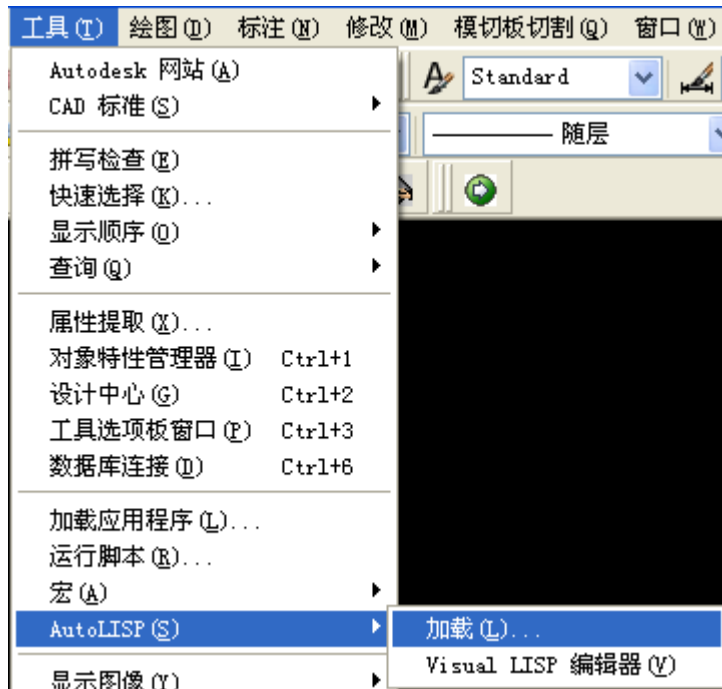 工具(T) 绘图(D) 标注(N) 修改(M) 模切板切割(Q) 窗口(W)
Autodesk 网站(A)
Standard
CAD 标准(S)
随层
拼写检查(E)
快速选择(K)...
显示顺序(O)
查询(Q)
属性提取(X)...
对象特性管理器(I) Ctrl+1
设计中心(G) Ctrl+2
工具选项板窗口(P) Ctrl+3
数据库连接(D) Ctrl+6
加载应用程序(L)...
运行脚本(R)...
宏(A)
AutoLISP(S) 加载(L)...
Visual LISP 编辑器(V)
显示图像(Y)